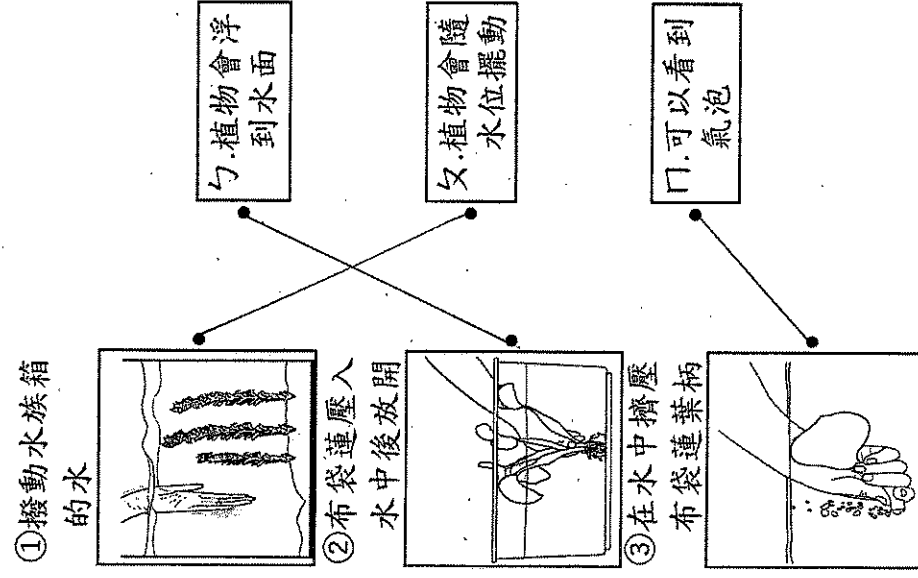 ①撥動水族箱
的水
②布袋蓮壓入
水中後放開
③在水中擠壓
布袋蓮葉柄
ㄅ.植物會浮
到水面
ㄆ.植物會隨
水位擺動
ㄇ.可以看到
氣泡